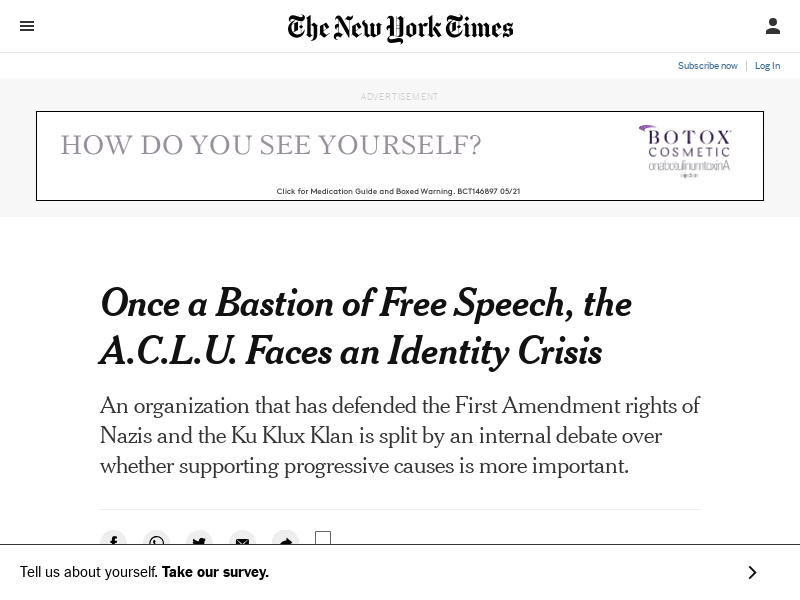 The New York Times
Subscribe now
Log In
ADVERTISEMENT
HOW DO YOU SEE YOURSELF?
BOTOX
COSMETIC
onabotulinumtoxinA
injection
Click for Medication Guide and Boxed Warning. BCT146897 05/21
Once a Bastion of Free Speech, the
A.C.L.U. Faces an Identity Crisis
An organization that has defended the First Amendment rights of
Nazis and the Ku Klux Klan is split by an internal debate over
whether supporting progressive causes is more important.
Tell us about yourself. Take our survey.